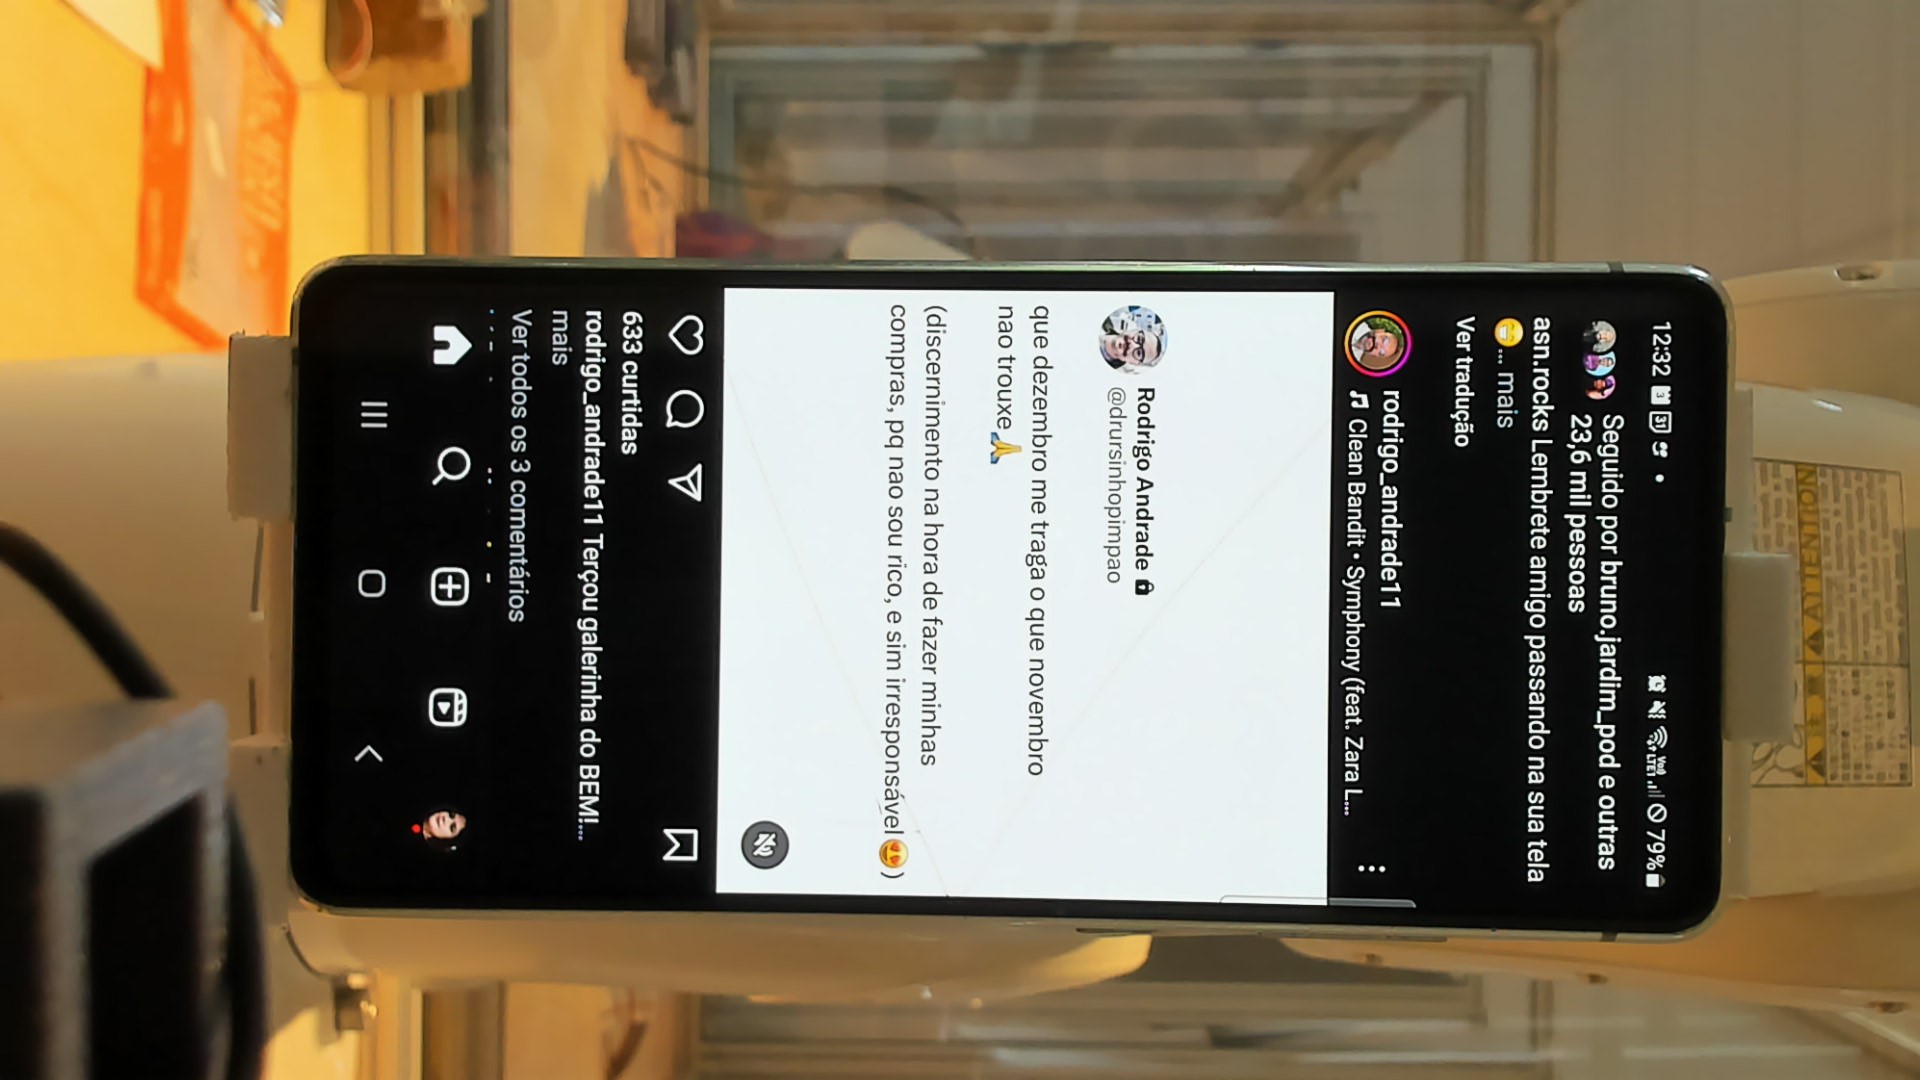 12:32
79%
Seguido por bruno.jardim_pod e outras
23,6 mil pessoas
asn.rocks Lembrete amigo passando na sua tela
😁... mais
Ver tradução
rodrigo_andrade11
Clean Bandit • Symphony (feat. Zara L...
Rodrigo Andrade 🔒
@drursinhopimpao
que dezembro me traga o que novembro
nao trouxe🙏
(discernimento na hora de fazer minhas
compras, pq nao sou rico, e sim irresponsável😍)
633 curtidas
rodrigo_andrade11 Terçou galerinha do BEM!...
mais
Ver todos os 3 comentários
ATTENTION